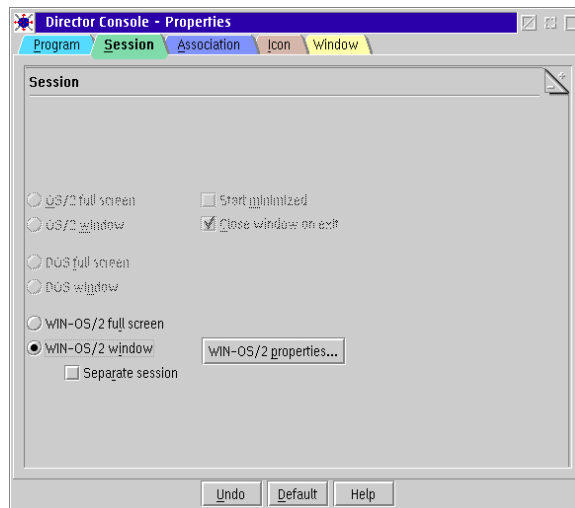 Director Console - Properties
Program Session Association Icon Window
Session
OS/2 full screen
Start minimized
OS/2 window
Close window on exit
DOS full screen
DOS window
WIN-OS/2 full screen
WIN-OS/2 window
WIN-OS/2 properties...
Separate session
Undo Default Help